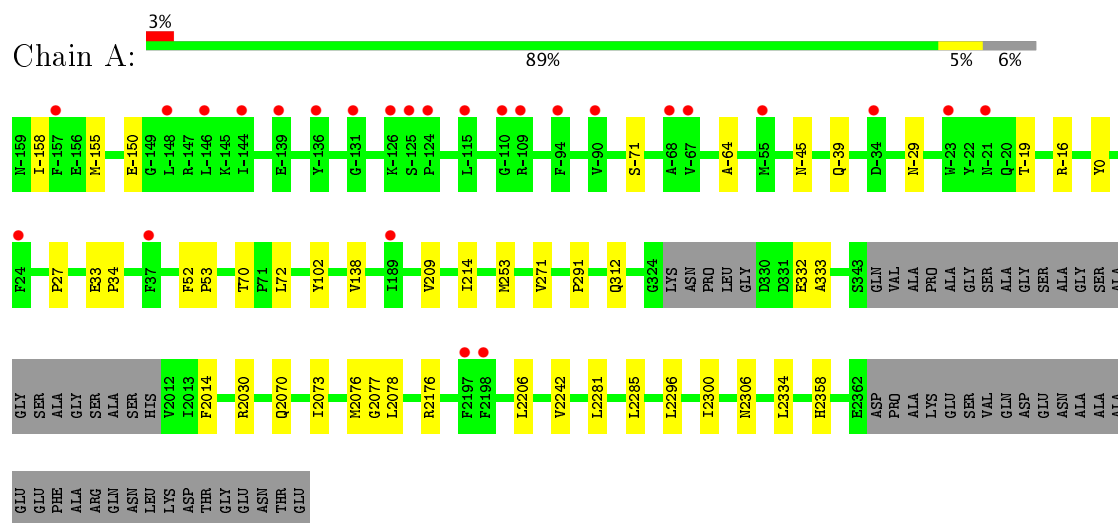 3%
Chain A:
89% 5% 6%
N-159 I-158 F-157 E-156 M-155 E-150 G-149 L-148 R-147 L-146 K-145 I-144 E-139 Y-136 G-131 K-126 S-125 P-124 L-115 G-110 R-109 F-94 V-90 S-71 A-68 V-67 A-64 M-55 N-45 Q-39 D-34 N-29 W-23 Y-22 N-21 Q-20 T-19 R-16 Y0
F24 P27 E33 P34 F37 F52 P53 T70 P71 L72 Y102 V138 I189 V209 I214 M253 V271 P291 Q312 G324 LYS ASN PRO LEU GLY D330 D331 E332 A333 S343 GLN VAL ALA PRO ALA GLY SER ALA GLY SER ALA GLY SER ALA
GLY SER ALA GLY SER ALA SER HIS V2012 I2013 F2014 R2030 Q2070 I2073 M2076 G2077 L2078 R2176 F2197 F2198 L2206 V2242 L2281 L2285 L2296 I2300 N2306 L2334 H2358 E2362 ASP PRO ALA LYS GLU SER VAL GLN ASP GLU ASN ALA ALA ALA
GLU GLU PHE ALA ARG GLN ASN LEU LYS ASP THR GLY GLU ASN THR GLU